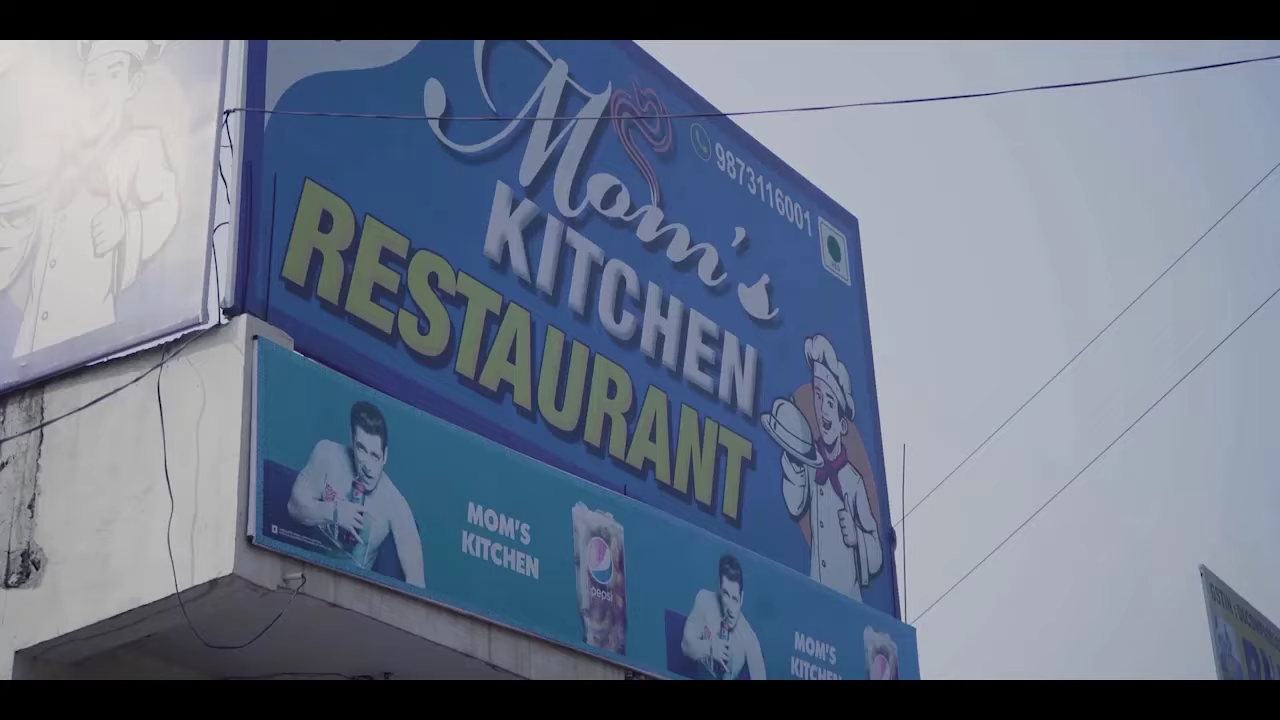 Mom's
9873116001
KITCHEN
RESTAURANT
MOM'S
KITCHEN
pepsi
MOM'S
KITCHEN